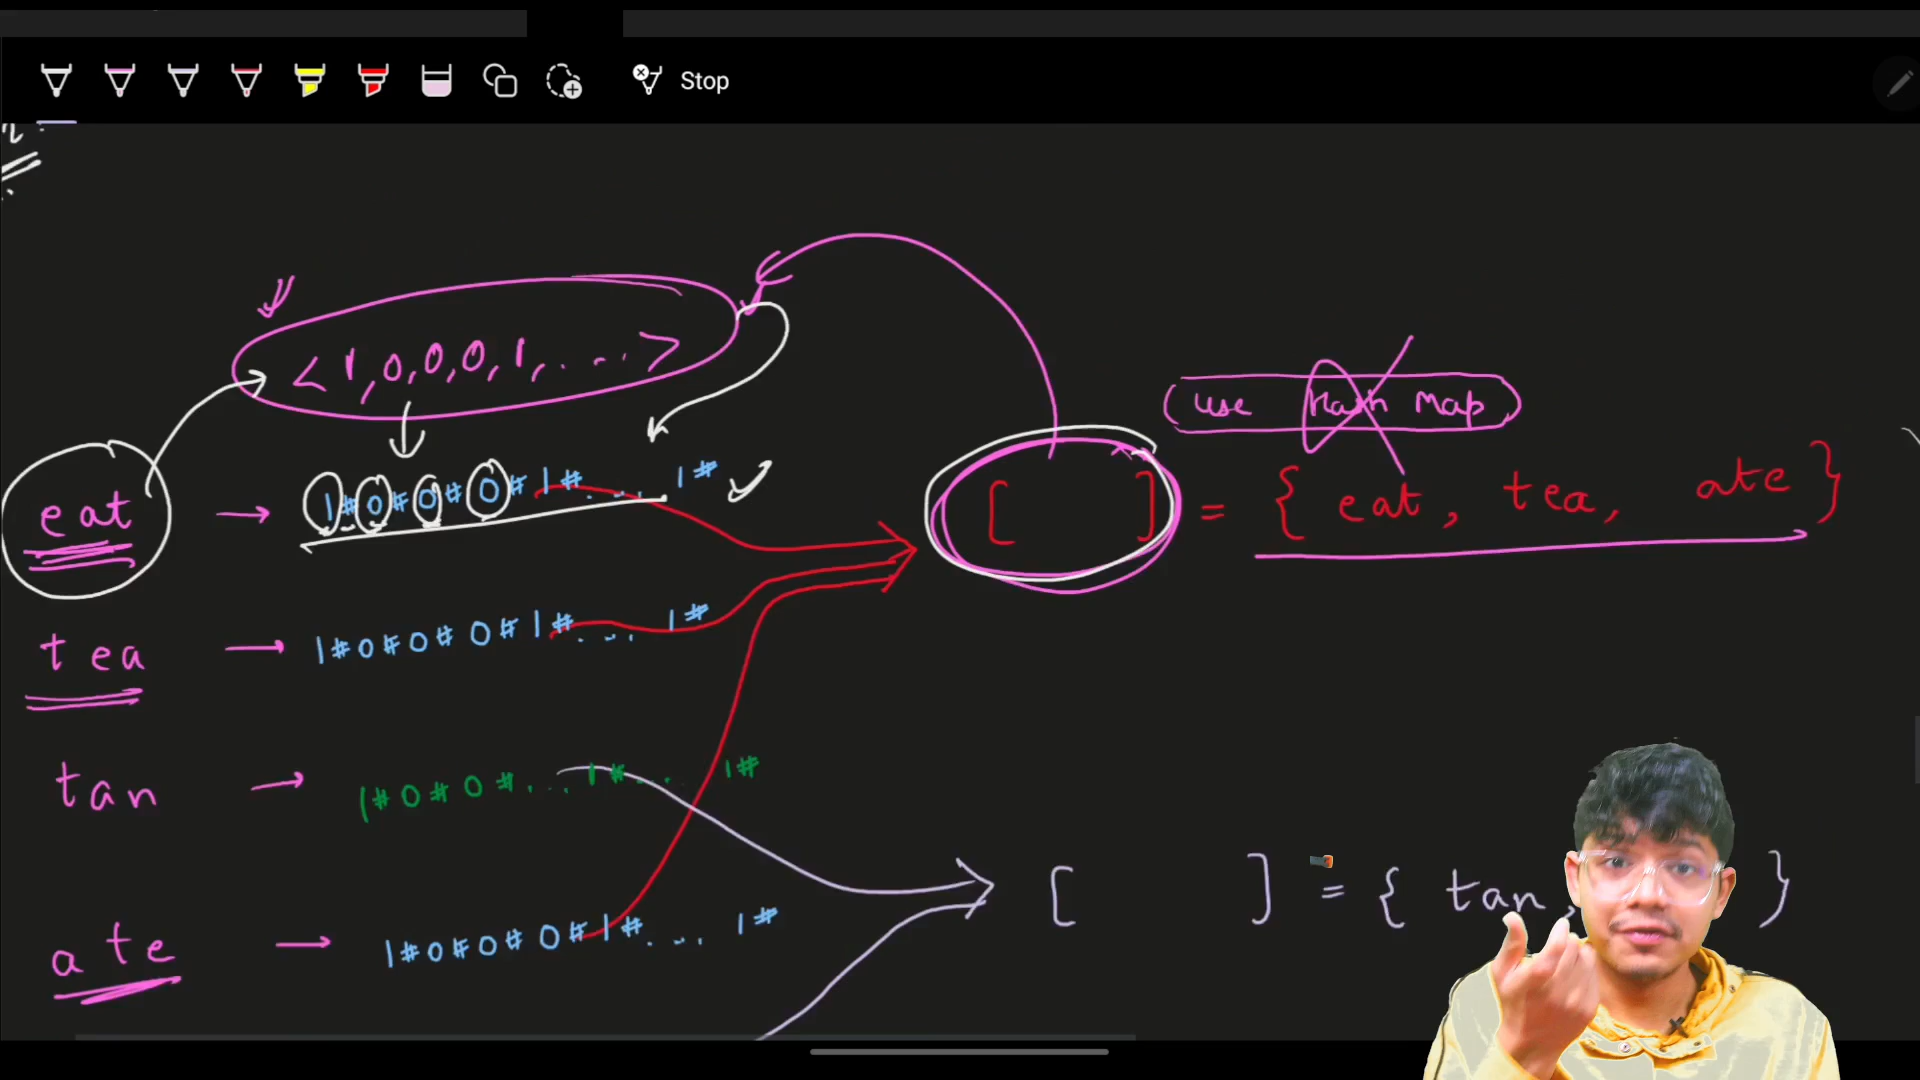 Stop
< 1, 0, 0, 0, 1, . . . . >
use Hash Map
eat → 1#0#0#0#1#.... 1# [ ] = { eat, tea, ate }
tea → 1#0#0#0#1#.... 1#
tan → 1#0#0#....1#... 1#
[ ] = { tan, }
ate → 1#0#0#0#1#.... 1#